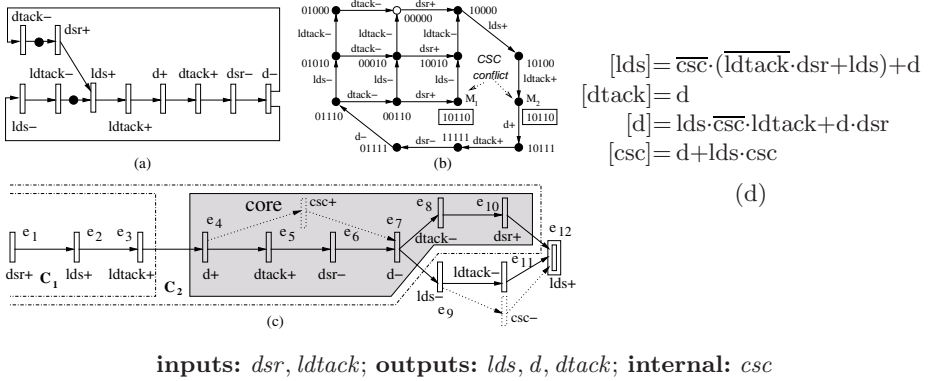 dtack− dsr+
ldtack− lds+ d+ dtack+ dsr− d−
lds− ldtack+
(a)
01000 dtack− 00000 dsr+ 10000
ldtack− ldtack− ldtack− lds+
01010 dtack− 00010 dsr+ 10010 10100
lds− lds− lds− CSC conflict ldtack+
dtack− dsr+ M1 M2
01110 00110 10110 10110
d− d+
01111 dsr− 11111 dtack+ 10111
(b)
[lds]=csc̅·(l̅d̅t̅a̅c̅k̅·dsr+lds)+d
[dtack]=d
[d]=lds·csc̅·ldtack+d·dsr
[csc]=d+lds·csc
(d)
core csc+
e8 e10
dtack− dsr+
e1 e2 e3 e4 e5 e6 e7 e12
dsr+ lds+ ldtack+ d+ dtack+ dsr− d− lds+
C1 C2
ldtack− e11
lds− e9 csc−
(c)
inputs: dsr, ldtack; outputs: lds, d, dtack; internal: csc